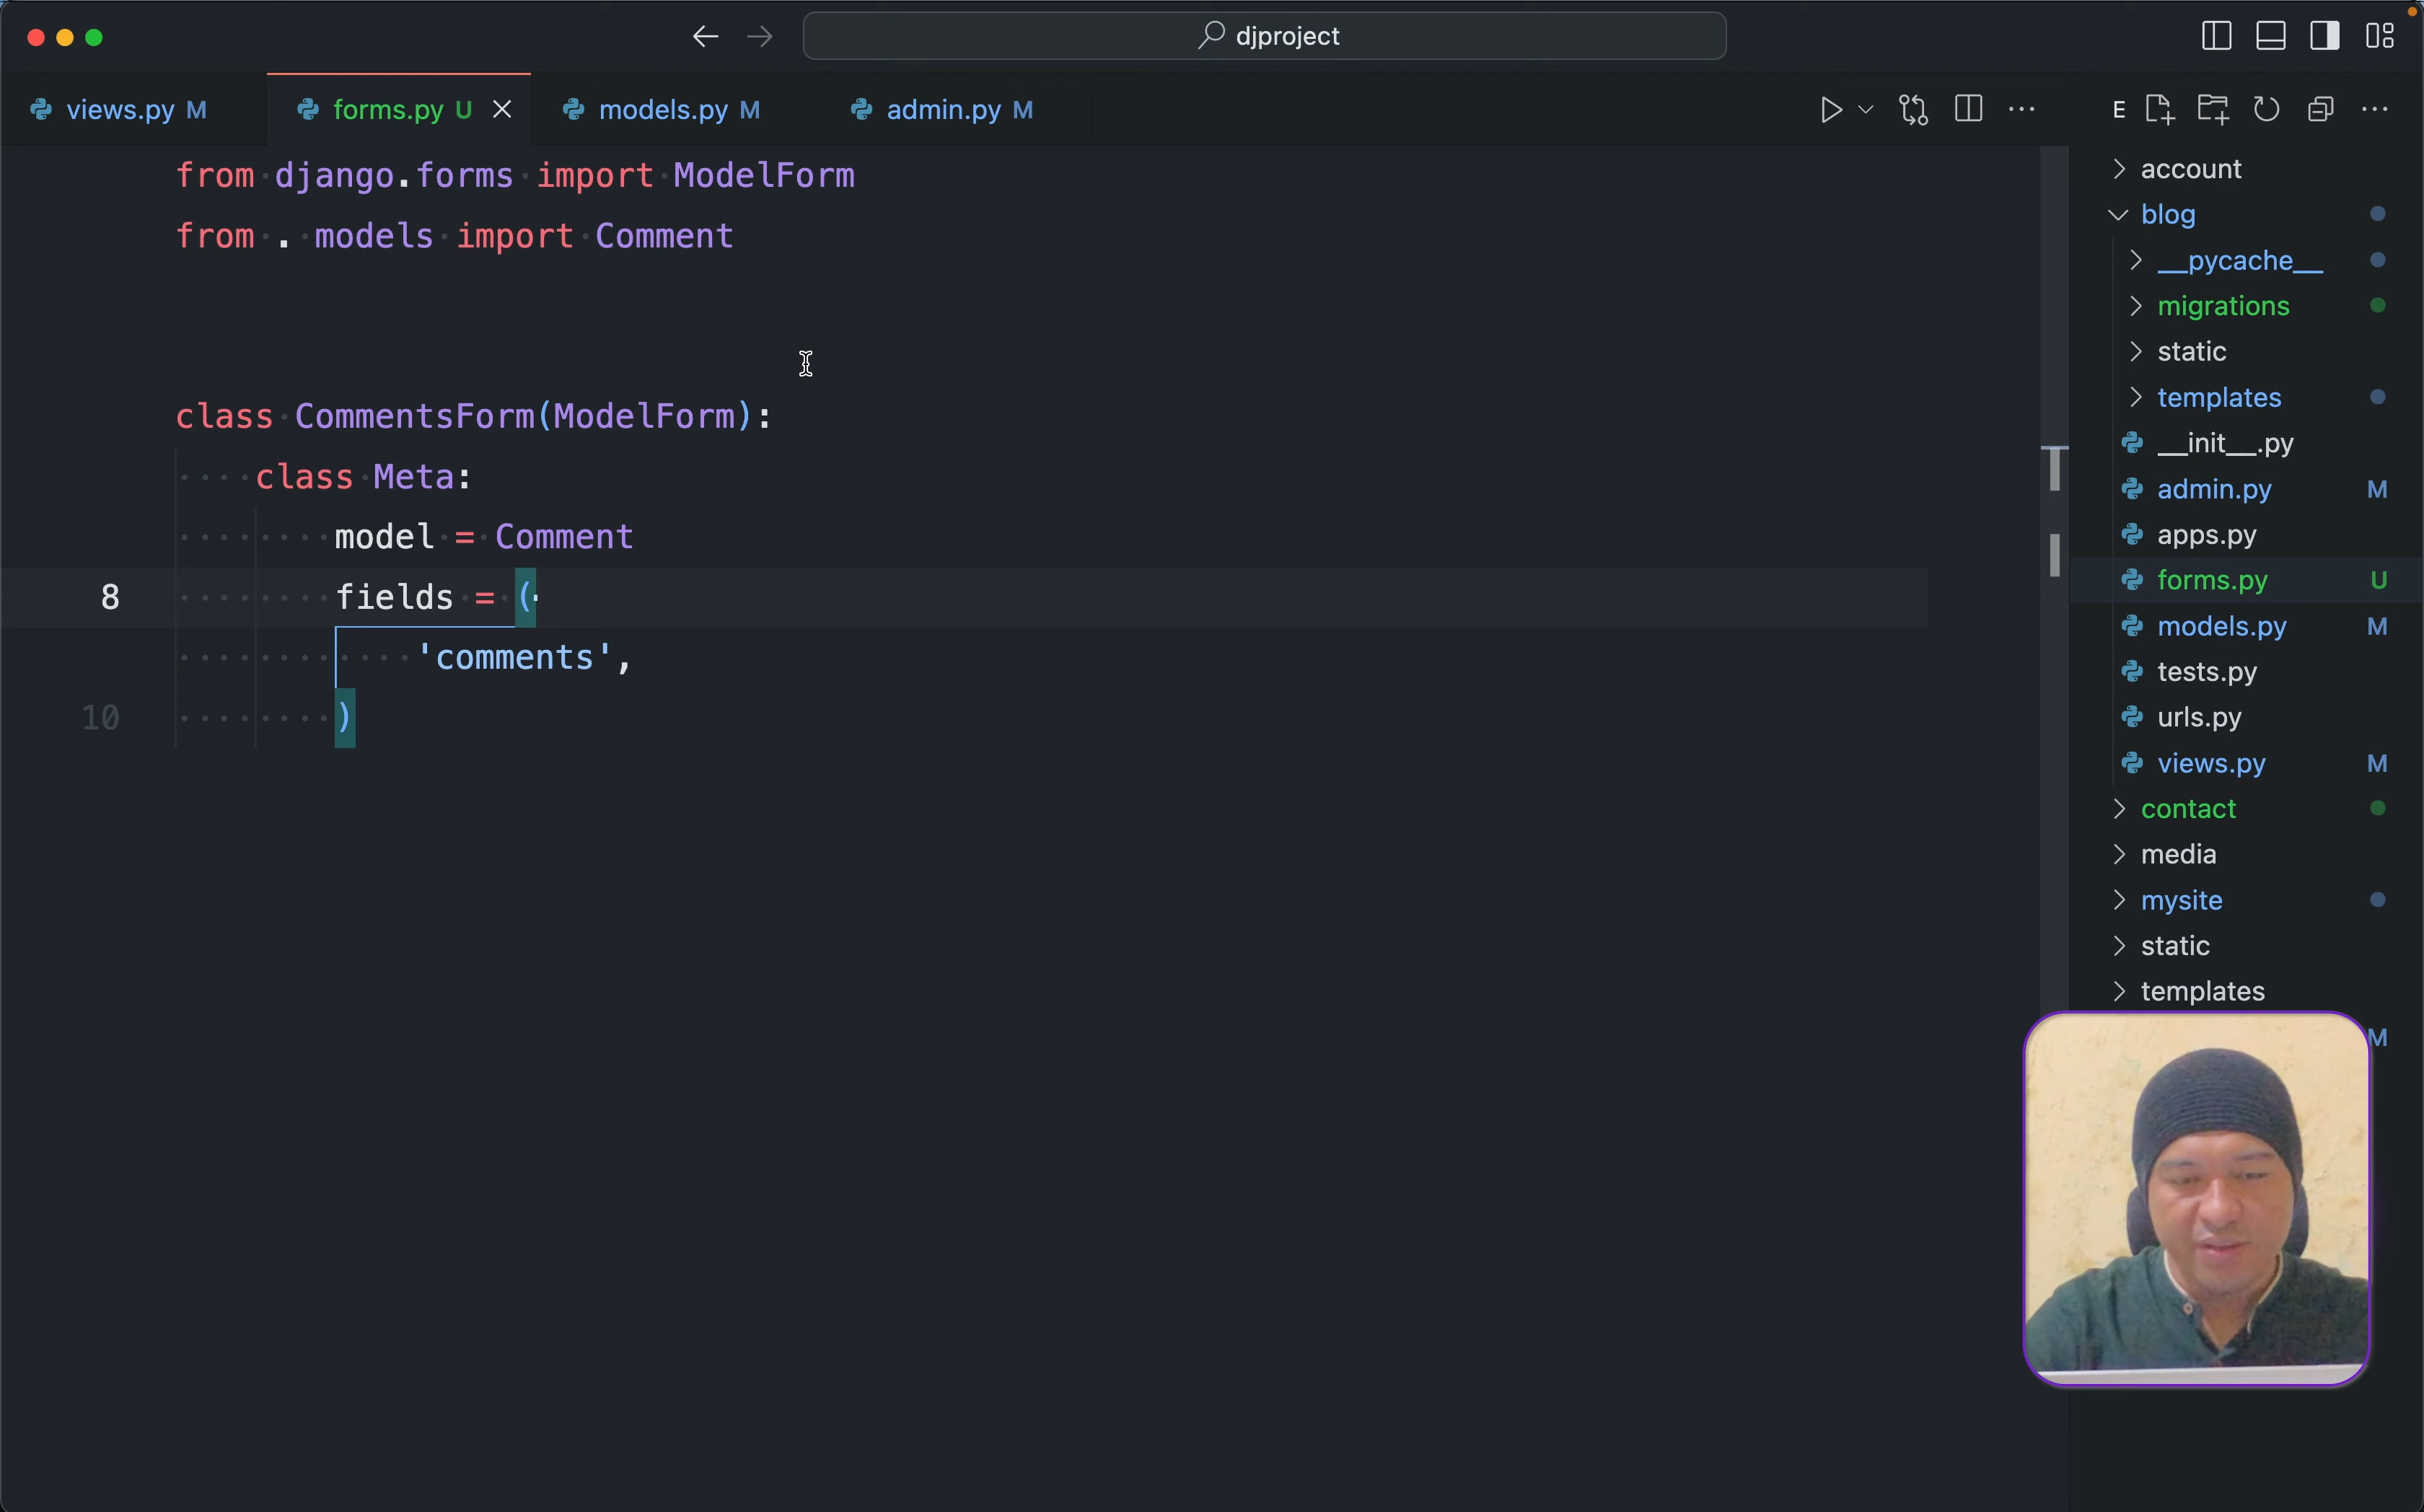 djproject
views.py M
forms.py U
models.py M
admin.py M
E
from django.forms import ModelForm
from . models import Comment
class CommentsForm(ModelForm):
class Meta:
model = Comment
8 fields = (
'comments',
10 )
account
blog
__pycache__
migrations
static
templates
__init__.py
admin.py M
apps.py
forms.py U
models.py M
tests.py
urls.py
views.py M
contact
media
mysite
static
templates
M